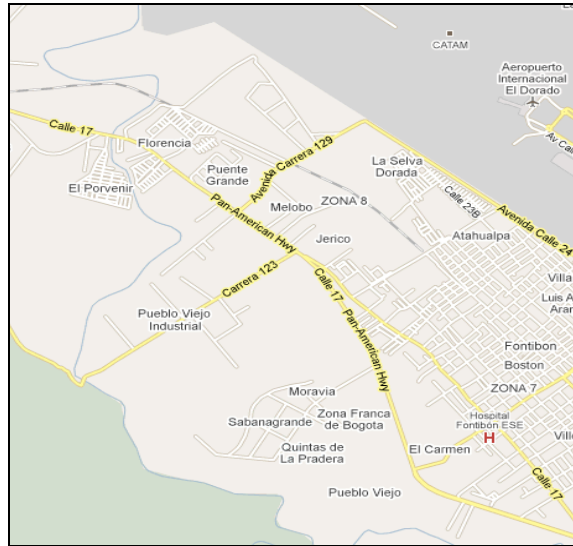 CATAM
Aeropuerto
Internacional
El Dorado
Calle 17
Florencia
Avenida Carrera 129
Puente
Grande
La Selva
Dorada
El Porvenir
Calle 23B
Avenida Calle 24
Melobo
ZONA 8
Pan-American Hwy
Jerico
Atahualpa
Carrera 123
Calle 17
Pan-American Hwy
Pueblo Viejo
Industrial
Fontibon
Boston
ZONA 7
Moravia
Sabanagrande
Zona Franca
de Bogota
Hospital
Fontibón ESE
H
Quintas de
La Pradera
El Carmen
Calle 17
Pueblo Viejo